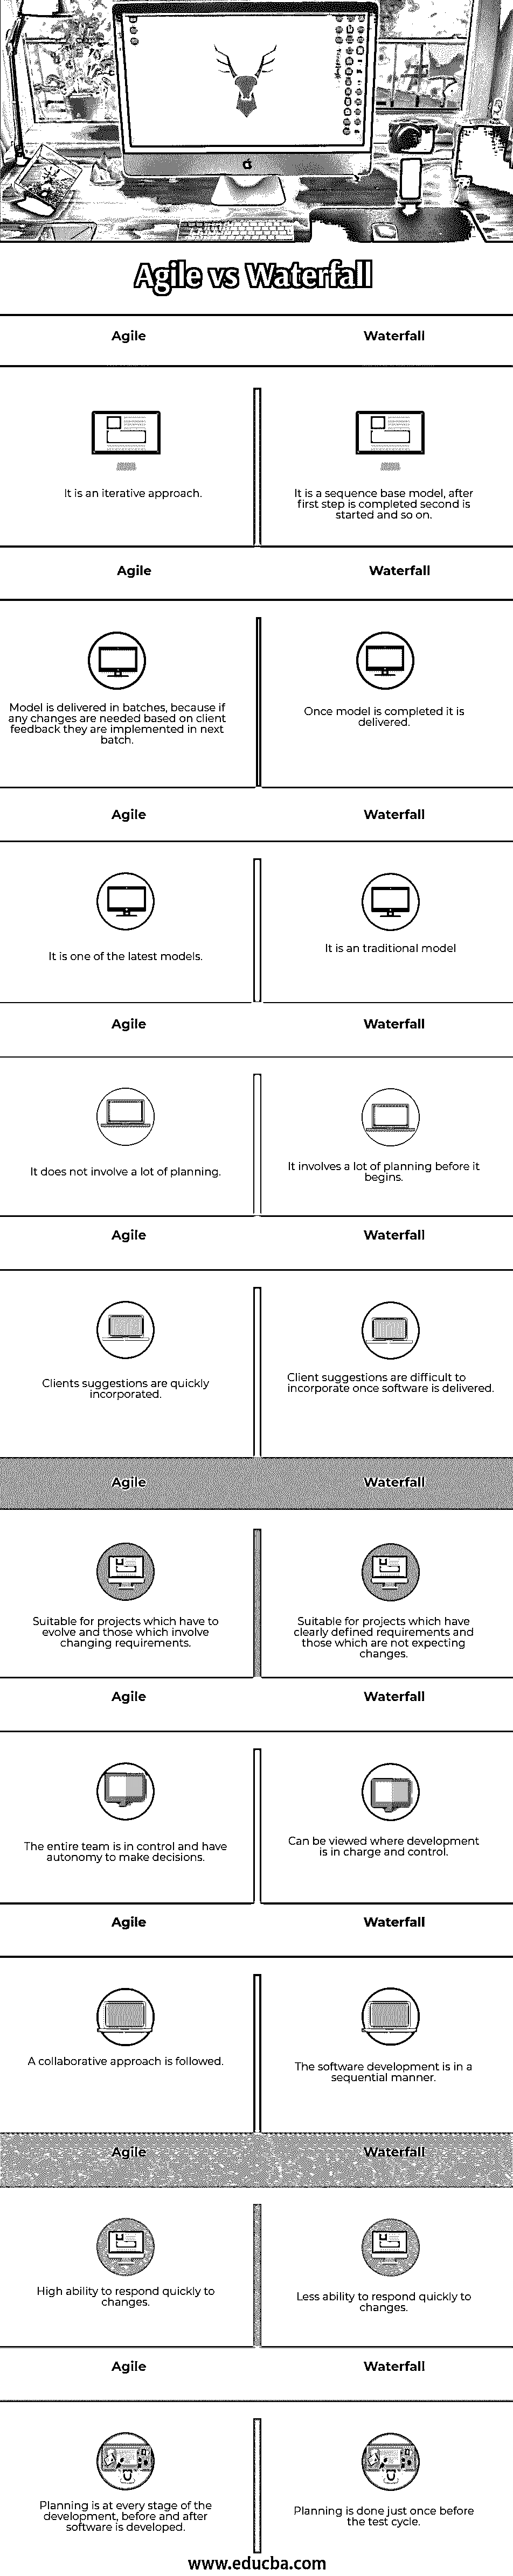 Agile vs Waterfall
Agile
Waterfall
It is an iterative approach.
It is a sequence base model, after
first step is completed second is
started and so on.
Agile
Waterfall
Model is delivered in batches, because if
any changes are needed based on client
feedback they are implemented in next
batch.
Once model is completed it is
delivered.
Agile
Waterfall
It is one of the latest models.
It is an traditional model
Agile
Waterfall
It does not involve a lot of planning.
It involves a lot of planning before it
begins.
Agile
Waterfall
Clients suggestions are quickly
incorporated.
Client suggestions are difficult to
incorporate once software is delivered.
Agile
Waterfall
Suitable for projects which have to
evolve and those which involve
changing requirements.
Suitable for projects which have
clearly defined requirements and
those which are not expecting
changes.
Agile
Waterfall
The entire team is in control and have
autonomy to make decisions.
Can be viewed where development
is in charge and control.
Agile
Waterfall
A collaborative approach is followed.
The software development is in a
sequential manner.
Agile
Waterfall
High ability to respond quickly to
changes.
Less ability to respond quickly to
changes.
Agile
Waterfall
Planning is at every stage of the
development, before and after
software is developed.
Planning is done just once before
the test cycle.
www.educba.com